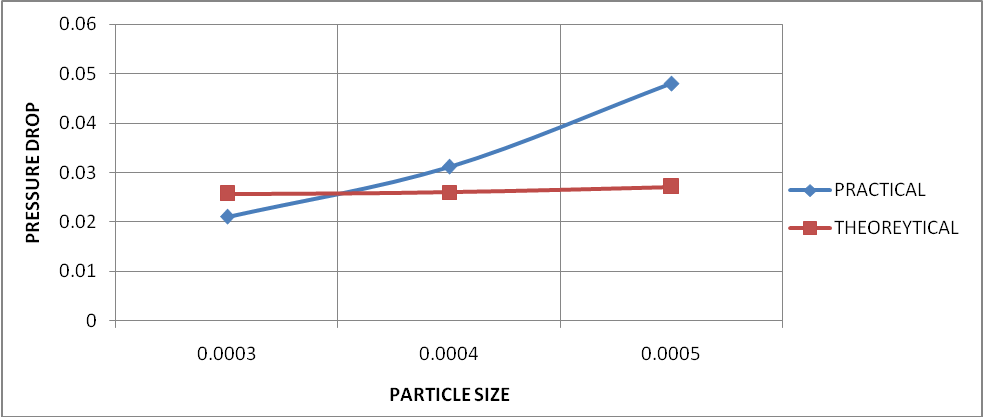 0.06
0.05
0.04
0.03
0.02
0.01
0
PRESSURE DROP
0.0003 0.0004 0.0005
PARTICLE SIZE
PRACTICAL
THEOREYTICAL